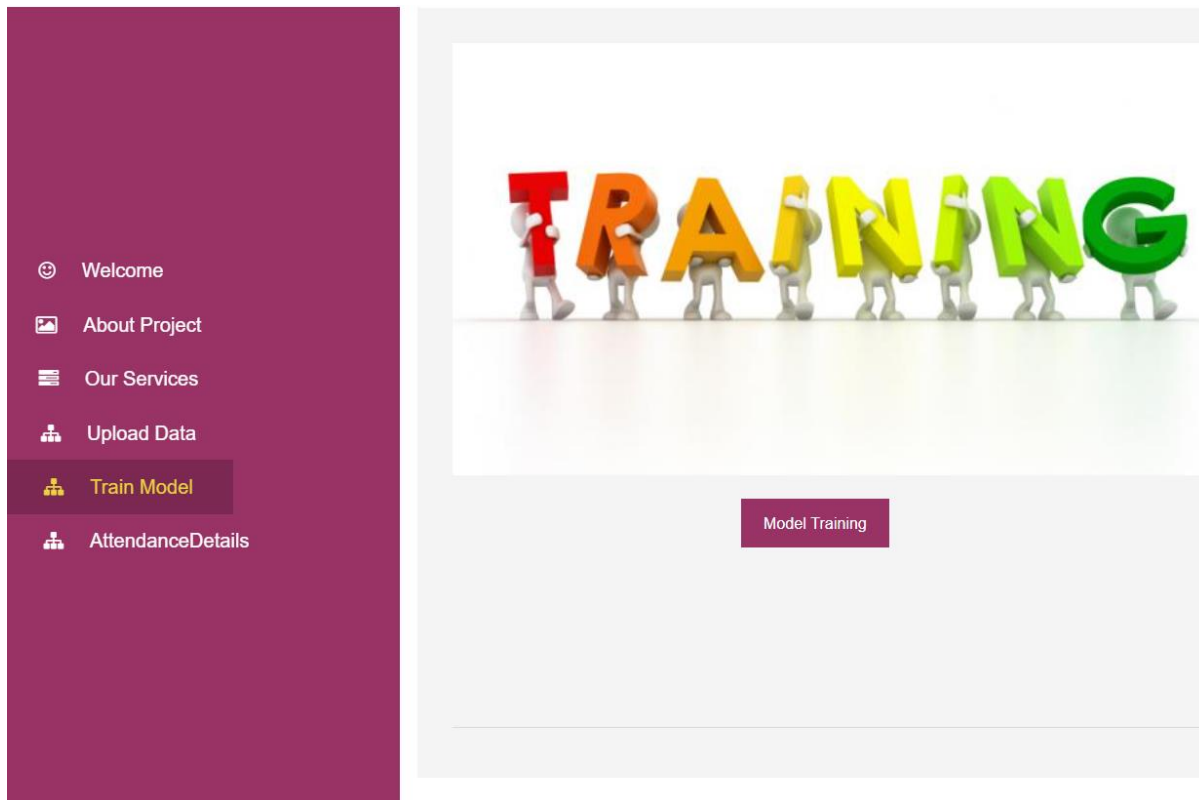 Welcome
About Project
Our Services
Upload Data
Train Model
AttendanceDetails
TRAINING
Model Training